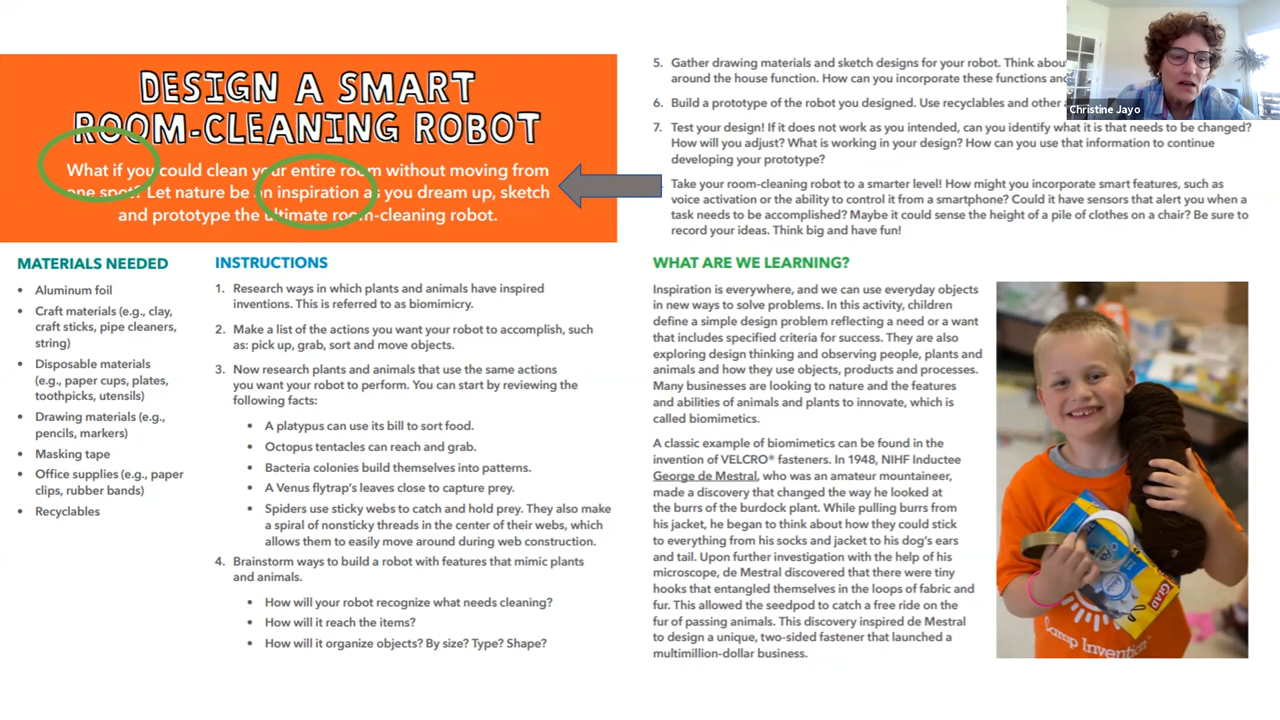 DESIGN A SMART
ROOM-CLEANING ROBOT
What if you could clean your entire room without moving from
one spot? Let nature be an inspiration as you dream up, sketch
and prototype the ultimate room-cleaning robot.
MATERIALS NEEDED
• Aluminum foil
• Craft materials (e.g., clay,
craft sticks, pipe cleaners,
string)
• Disposable materials
(e.g., paper cups, plates,
toothpicks, utensils)
• Drawing materials (e.g.,
pencils, markers)
• Masking tape
• Office supplies (e.g., paper
clips, rubber bands)
• Recyclables
INSTRUCTIONS
1. Research ways in which plants and animals have inspired
inventions. This is referred to as biomimicry.
2. Make a list of the actions you want your robot to accomplish, such
as: pick up, grab, sort and move objects.
3. Now research plants and animals that use the same actions
you want your robot to perform. You can start by reviewing the
following facts:
• A platypus can use its bill to sort food.
• Octopus tentacles can reach and grab.
• Bacteria colonies build themselves into patterns.
• A Venus flytrap's leaves close to capture prey.
• Spiders use sticky webs to catch and hold prey. They also make
a spiral of nonsticky threads in the center of their webs, which
allows them to easily move around during web construction.
4. Brainstorm ways to build a robot with features that mimic plants
and animals.
• How will your robot recognize what needs cleaning?
• How will it reach the items?
• How will it organize objects? By size? Type? Shape?
5. Gather drawing materials and sketch designs for your robot. Think
around the house function. How can you incorporate these functions
6. Build a prototype of the robot you designed. Use recyclables and other
7. Test your design! If it does not work as you intended, can you identify what it is that needs to be changed?
How will you adjust? What is working in your design? How can you use that information to continue
developing your prototype?
Take your room-cleaning robot to a smarter level! How might you incorporate smart features, such as
voice activation or the ability to control it from a smartphone? Could it have sensors that alert you when a
task needs to be accomplished? Maybe it could sense the height of a pile of clothes on a chair? Be sure to
record your ideas. Think big and have fun!
WHAT ARE WE LEARNING?
Inspiration is everywhere, and we can use everyday objects
in new ways to solve problems. In this activity, children
define a simple design problem reflecting a need or a want
that includes specified criteria for success. They are also
exploring design thinking and observing people, plants and
animals and how they use objects, products and processes.
Many businesses are looking to nature and the features
and abilities of animals and plants to innovate, which is
called biomimetics.
A classic example of biomimetics can be found in the
invention of VELCRO® fasteners. In 1948, NIHF Inductee
George de Mestral, who was an amateur mountaineer,
made a discovery that changed the way he looked at
the burrs of the burdock plant. While pulling burrs from
his jacket, he began to think about how they could stick
to everything from his socks and jacket to his dog's ears
and tail. Upon further investigation with the help of his
microscope, de Mestral discovered that there were tiny
hooks that entangled themselves in the loops of fabric and
fur. This allowed the seedpod to catch a free ride on the
fur of passing animals. This discovery inspired de Mestral
to design a unique, two-sided fastener that launched a
multimillion-dollar business.
Christine Jayo
GLAD
Camp Invention